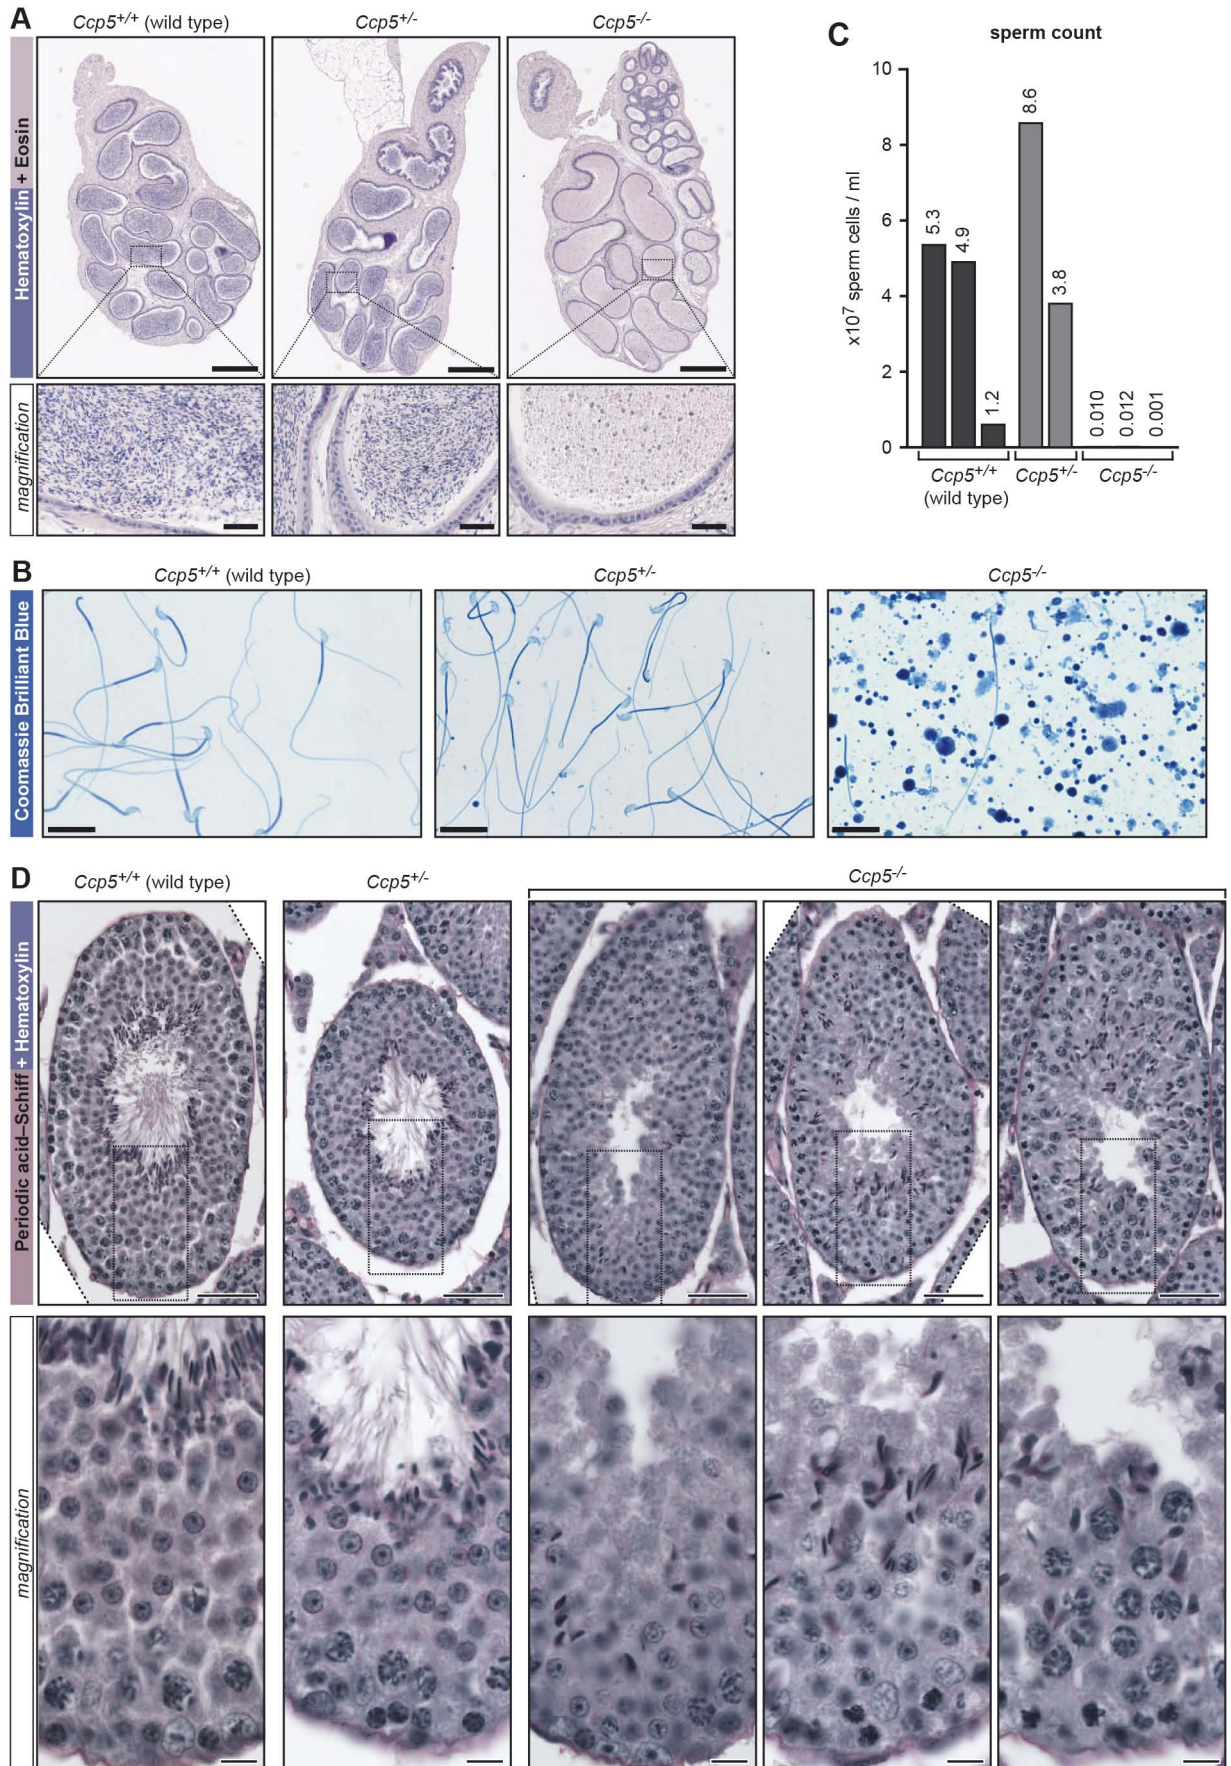 A
Ccp5+/+ (wild type)
Ccp5+/-
Ccp5-/-
Hematoxylin + Eosin
magnification
C
sperm count
x10⁷ sperm cells / ml
10
8
6
4
2
0
5.3
4.9
1.2
8.6
3.8
0.010
0.012
0.001
Ccp5+/+
(wild type)
Ccp5+/-
Ccp5-/-
B
Ccp5+/+ (wild type)
Ccp5+/-
Ccp5-/-
Coomassie Brilliant Blue
D
Ccp5+/+ (wild type)
Ccp5+/-
Ccp5-/-
Periodic acid–Schiff + Hematoxylin
magnification